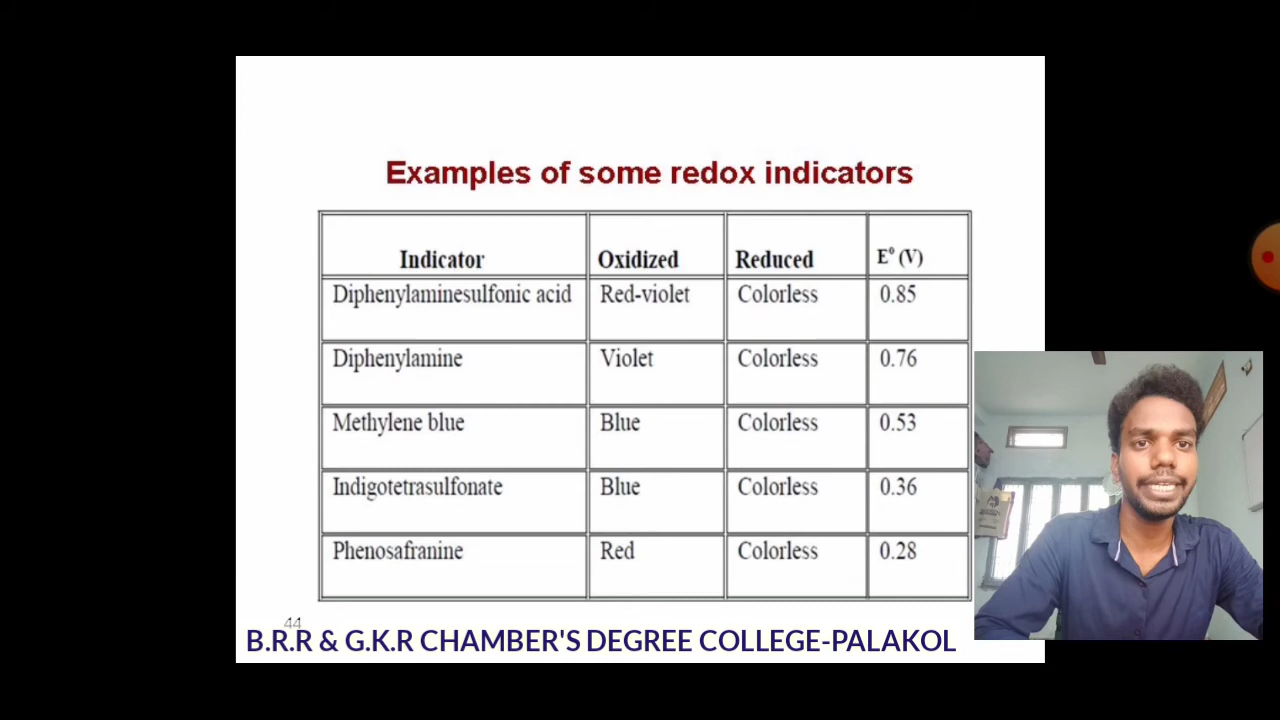 Examples of some redox indicators
Indicator Oxidized Reduced E⁰ (V)
Diphenylaminesulfonic acid Red-violet Colorless 0.85
Diphenylamine Violet Colorless 0.76
Methylene blue Blue Colorless 0.53
Indigotetrasulfonate Blue Colorless 0.36
Phenosafranine Red Colorless 0.28
44
B.R.R & G.K.R CHAMBER'S DEGREE COLLEGE-PALAKOL